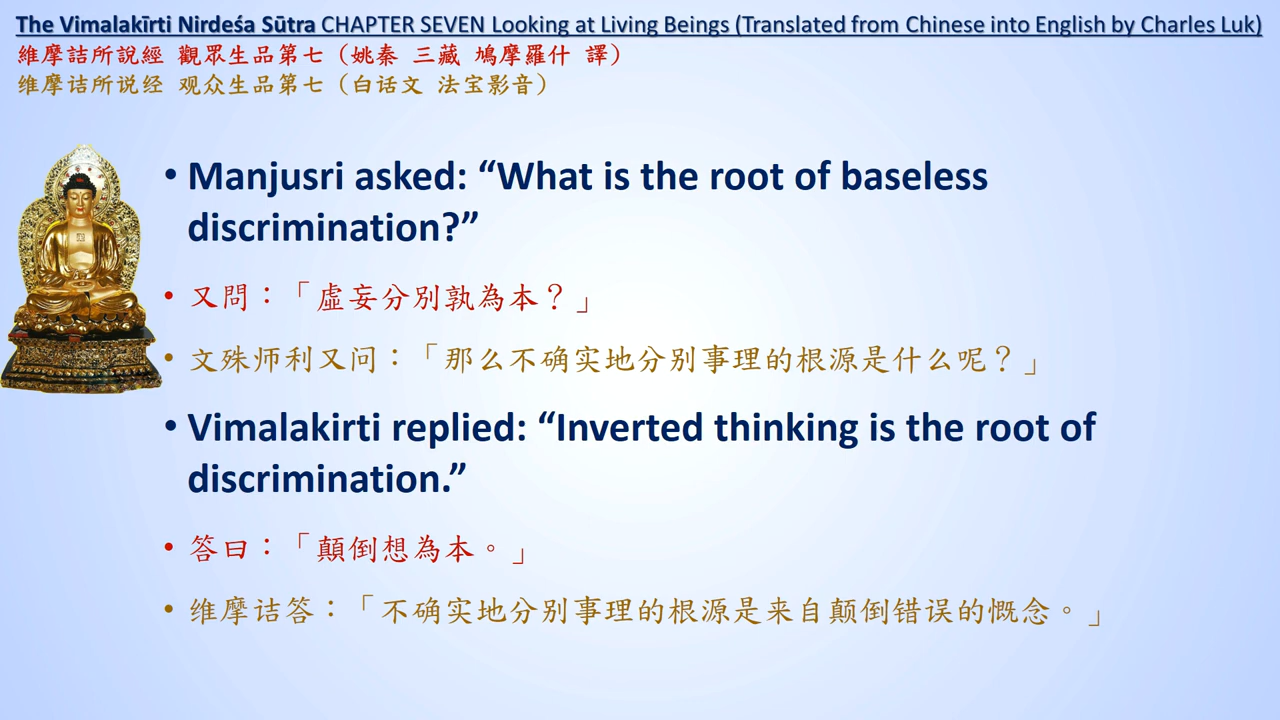 The Vimalakīrti Nirdeśa Sūtra CHAPTER SEVEN Looking at Living Beings (Translated from Chinese into English by Charles Luk)
維摩詰所說經 觀眾生品第七（姚秦 三藏 鳩摩羅什 譯）
维摩诘所说经 观众生品第七（白话文 法宝影音）
• Manjusri asked: “What is the root of baseless
discrimination?”
• 又問：「虛妄分別孰為本？」
• 文殊师利又问：「那么不确实地分别事理的根源是什么呢？」
• Vimalakirti replied: “Inverted thinking is the root of
discrimination.”
• 答曰：「顛倒想為本。」
• 维摩诘答：「不确实地分别事理的根源是来自颠倒错误的慨念。」